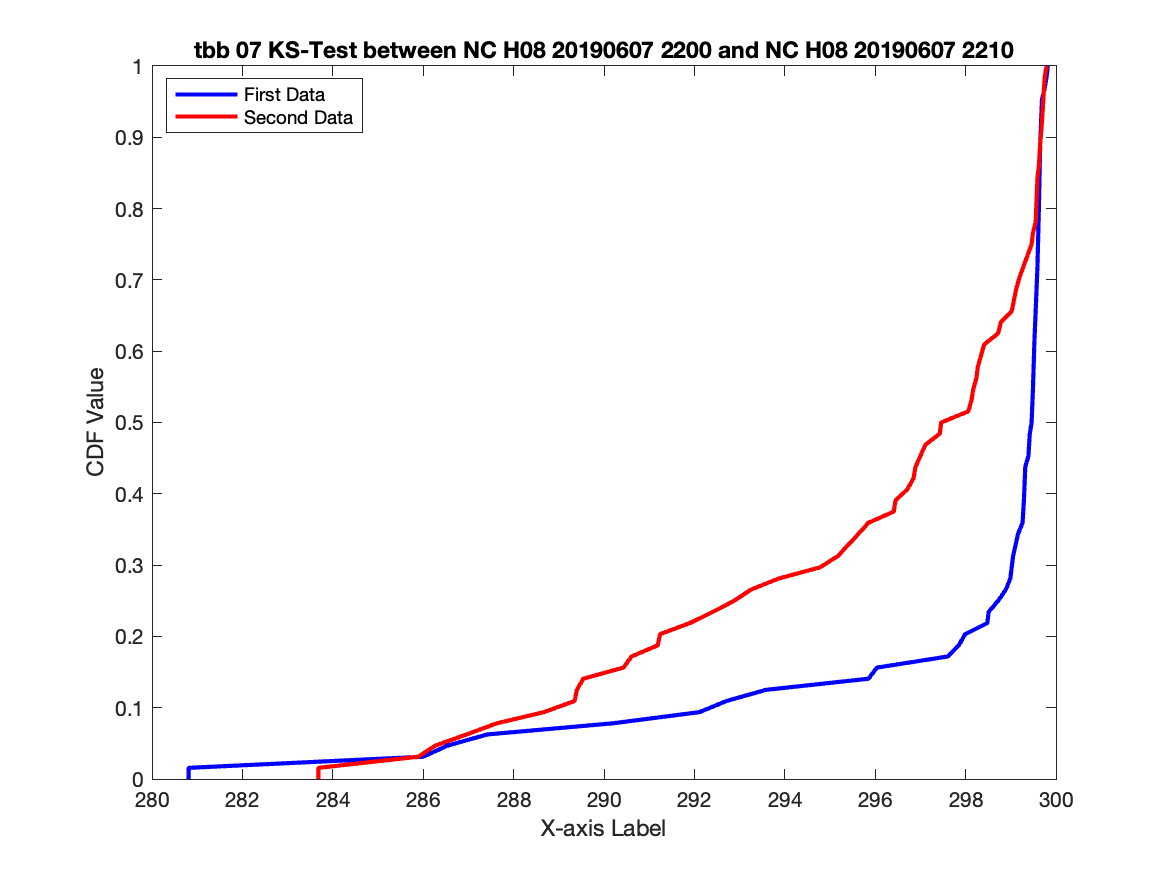 tbb 07 KS-Test between NC H08 20190607 2200 and NC H08 20190607 2210
First Data
Second Data
1
0.9
0.8
0.7
0.6
0.5
0.4
0.3
0.2
0.1
0
CDF Value
280 282 284 286 288 290 292 294 296 298 300
X-axis Label